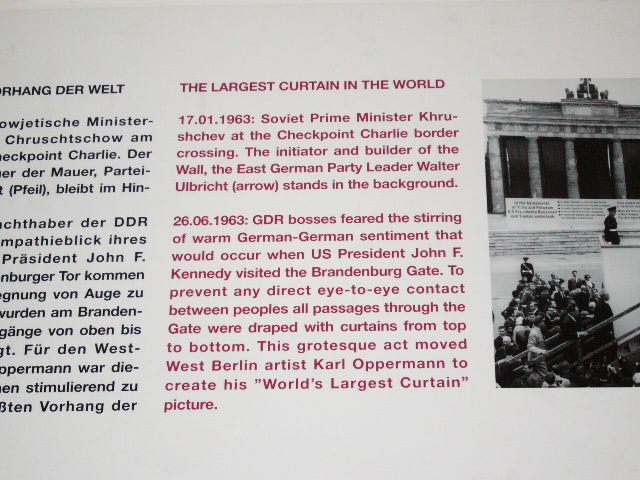 ORHANG DER WELT
owjetische Minister-
Chruschtschow am
heckpoint Charlie. Der
uer der Mauer, Partei-
t (Pfeil), bleibt im Hin-
achthaber der DDR
mpathieblick ihres
Präsident John F.
enburger Tor kommen
egnung von Auge zu
wurden am Branden-
gänge von oben bis
gt. Für den West-
ppermann war die-
nen stimulierend zu
ßten Vorhang der
THE LARGEST CURTAIN IN THE WORLD
17.01.1963: Soviet Prime Minister Khru-
shchev at the Checkpoint Charlie border
crossing. The initiator and builder of the
Wall, the East German Party Leader Walter
Ulbricht (arrow) stands in the background.
26.06.1963: GDR bosses feared the stirring
of warm German-German sentiment that
would occur when US President John F.
Kennedy visited the Brandenburg Gate. To
prevent any direct eye-to-eye contact
between peoples all passages through the
Gate were draped with curtains from top
to bottom. This grotesque act moved
West Berlin artist Karl Oppermann to
create his ”World's Largest Curtain”
picture.